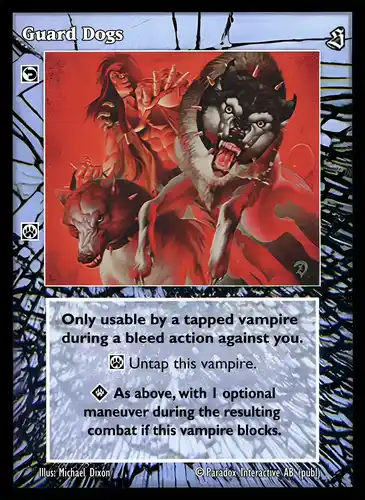 Guard Dogs
Only usable by a tapped vampire
during a bleed action against you.
Untap this vampire.
As above, with 1 optional
maneuver during the resulting
combat if this vampire blocks.
Illus: Michael Dixon © Paradox Interactive AB (publ)